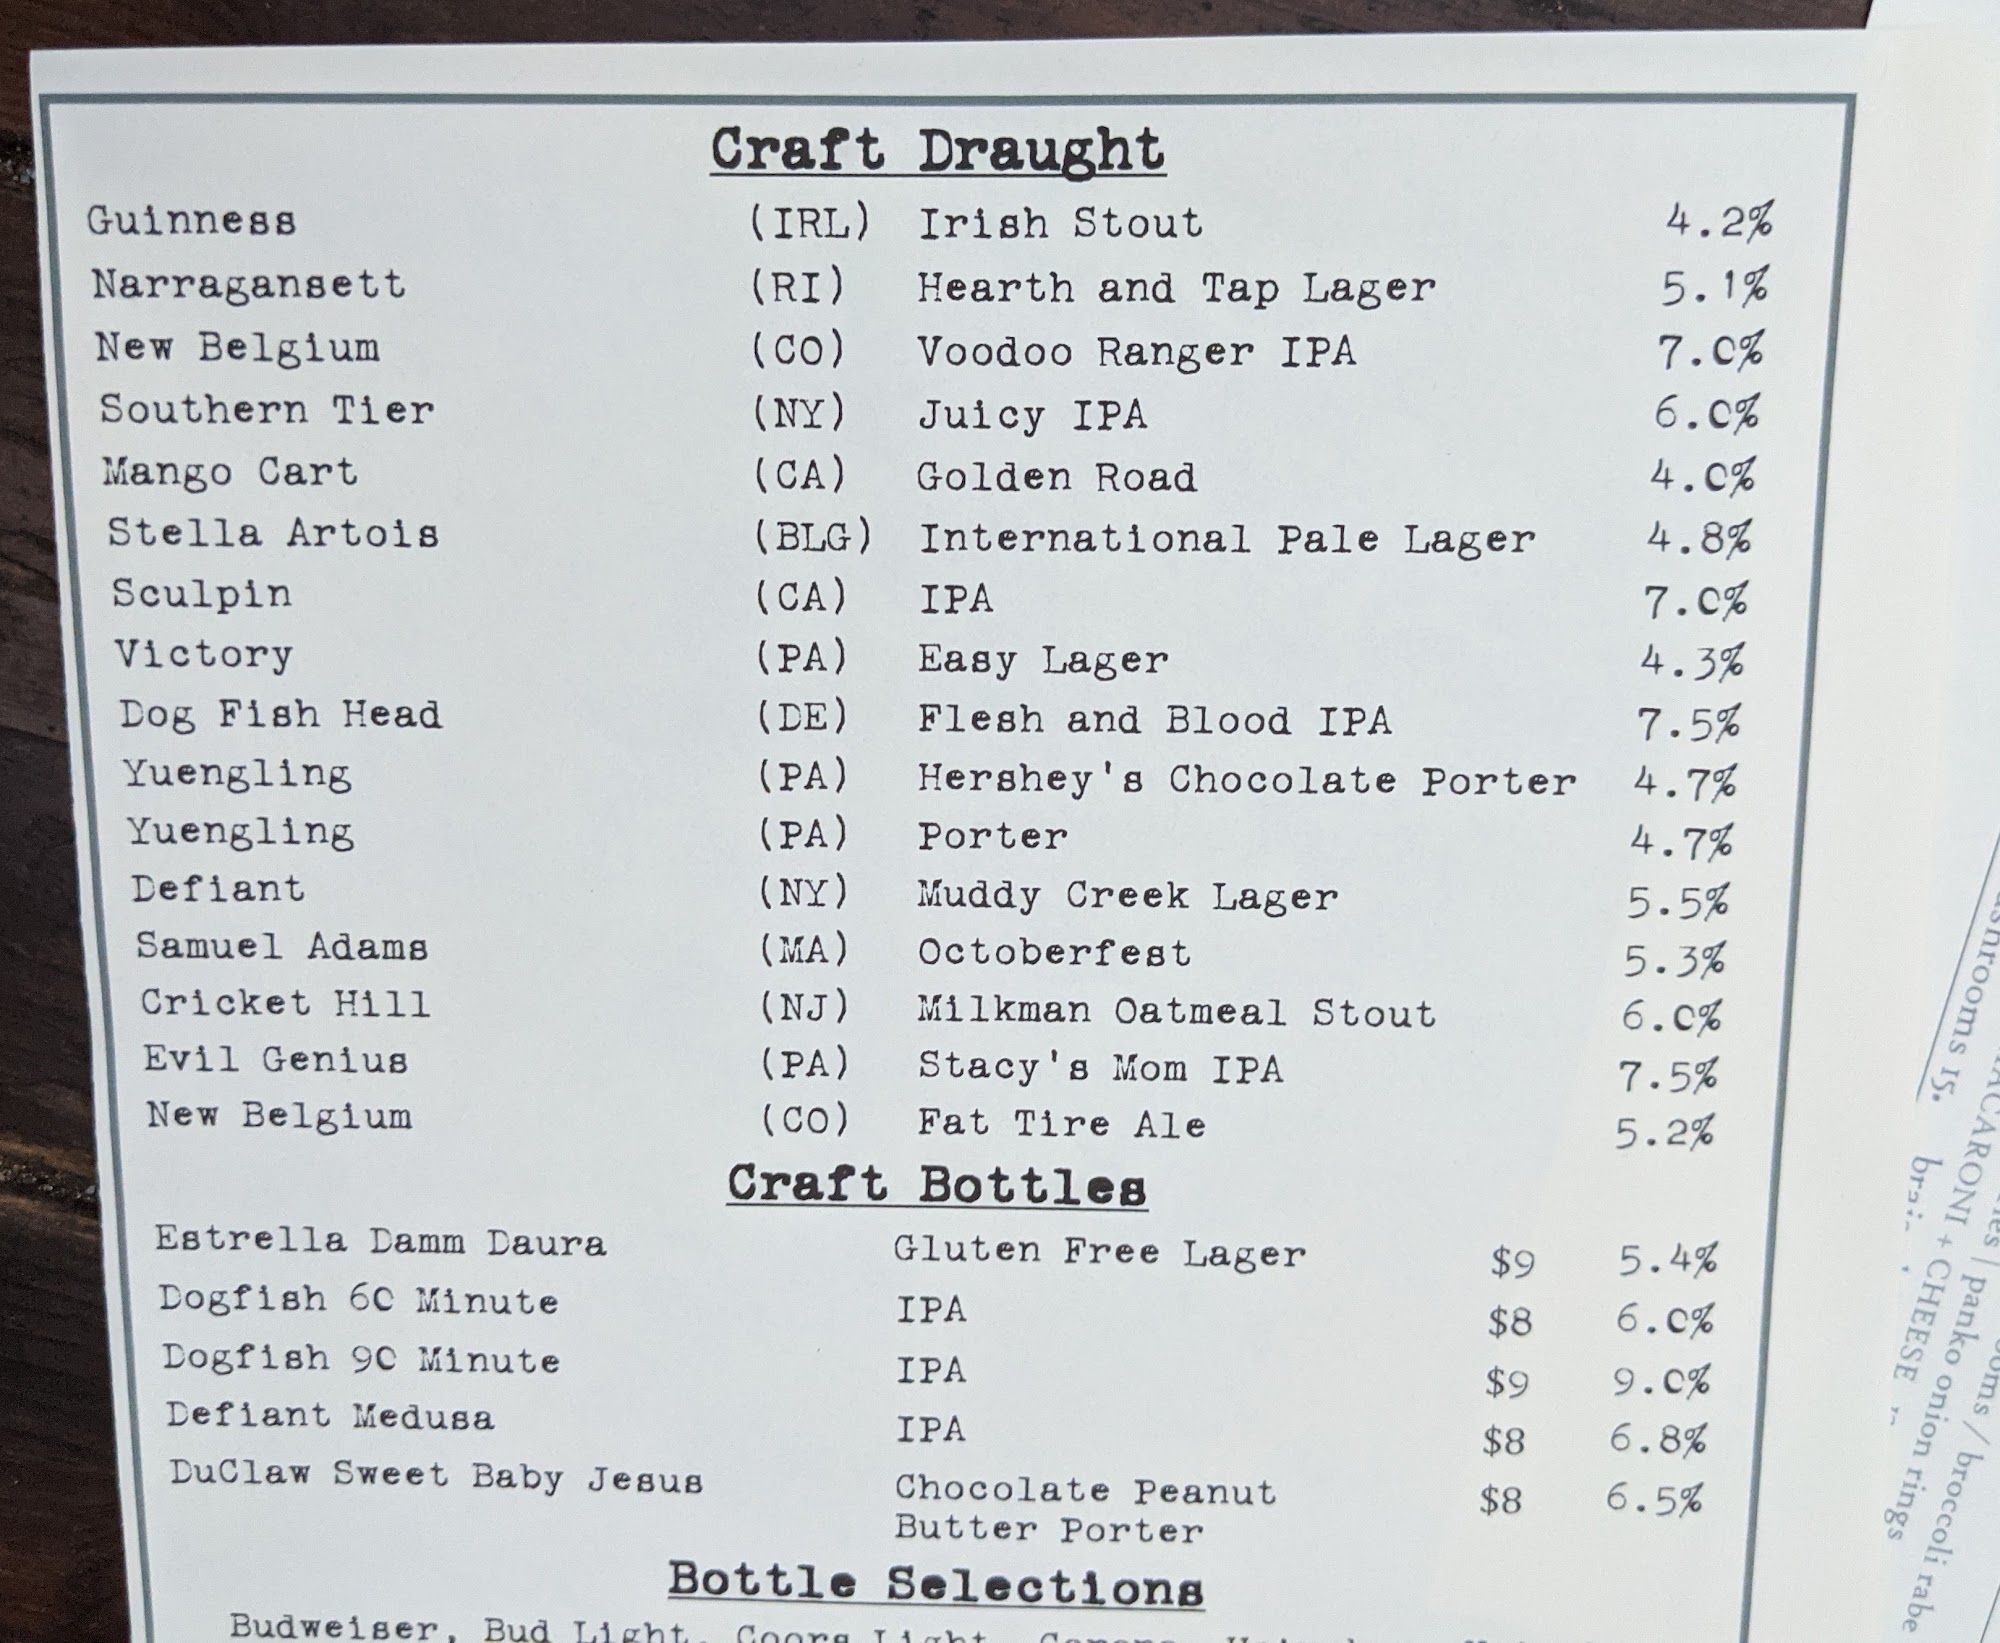 Craft Draught
Guinness (IRL) Irish Stout 4.2%
Narragansett (RI) Hearth and Tap Lager 5.1%
New Belgium (CO) Voodoo Ranger IPA 7.0%
Southern Tier (NY) Juicy IPA 6.0%
Mango Cart (CA) Golden Road 4.0%
Stella Artois (BLG) International Pale Lager 4.8%
Sculpin (CA) IPA 7.0%
Victory (PA) Easy Lager 4.3%
Dog Fish Head (DE) Flesh and Blood IPA 7.5%
Yuengling (PA) Hershey's Chocolate Porter 4.7%
Yuengling (PA) Porter 4.7%
Defiant (NY) Muddy Creek Lager 5.5%
Samuel Adams (MA) Octoberfest 5.3%
Cricket Hill (NJ) Milkman Oatmeal Stout 6.0%
Evil Genius (PA) Stacy's Mom IPA 7.5%
New Belgium (CO) Fat Tire Ale 5.2%
Craft Bottles
Estrella Damm Daura Gluten Free Lager $9 5.4%
Dogfish 60 Minute IPA $8 6.0%
Dogfish 90 Minute IPA $9 9.0%
Defiant Medusa IPA $8 6.8%
DuClaw Sweet Baby Jesus Chocolate Peanut $8 6.5%
Butter Porter
Bottle Selections
Budweiser, Bud Light, Coors Light,
/ broccoli rabe
| panko onion rings
+ CHEESE
15.